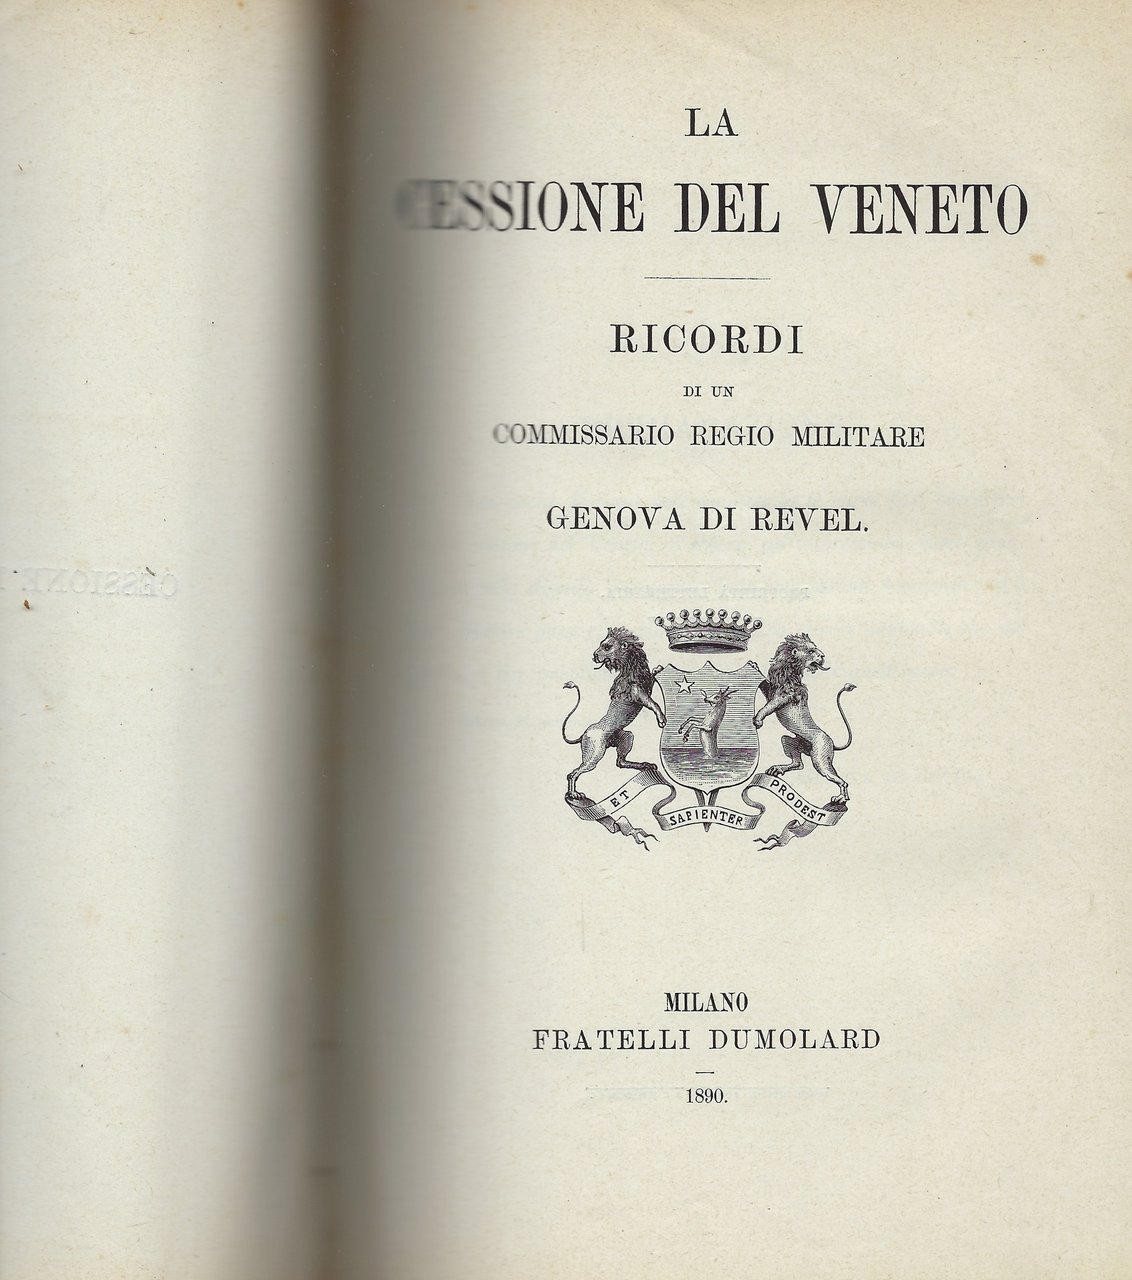 LA
CESSIONE DEL VENETO
RICORDI
DI UN
COMMISSARIO REGIO MILITARE
GENOVA DI REVEL.
ET
SAPIENTER
PRODEST
MILANO
FRATELLI DUMOLARD
1890.